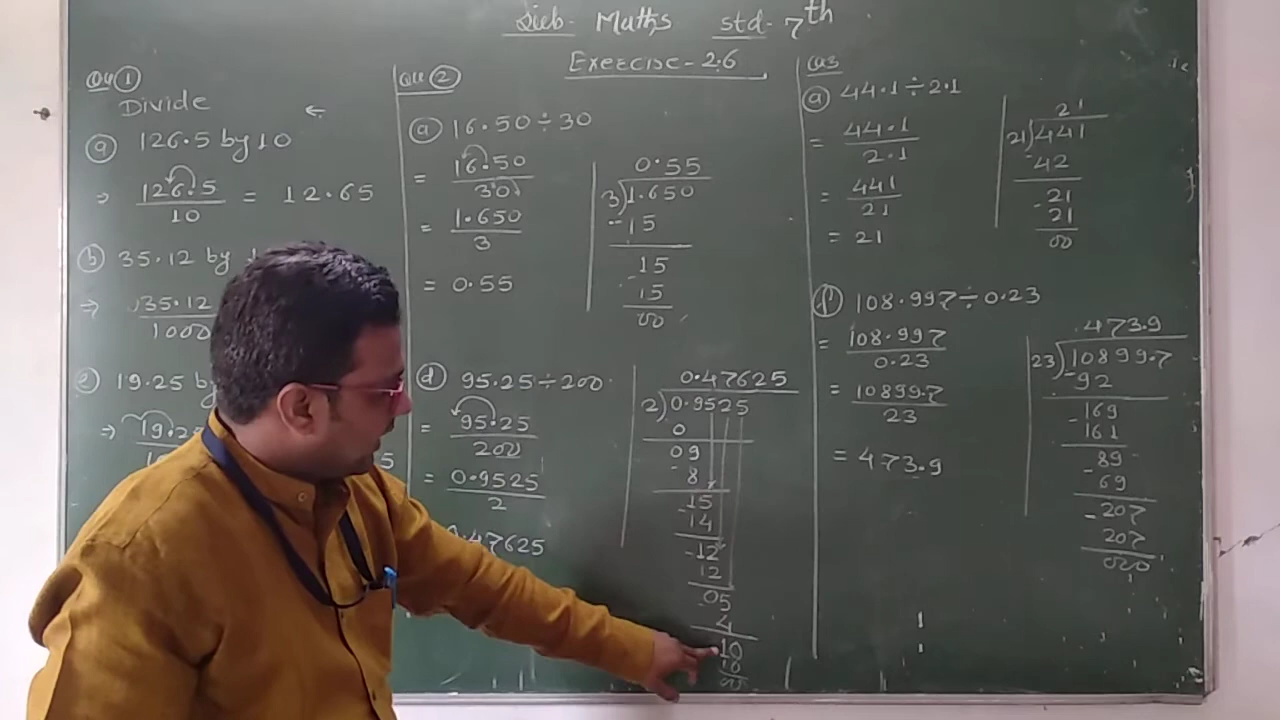 Sub- Maths std- 7th
Exercise-2.6
Qu ①
Divide ←
ⓐ 126.5 by 10
⇒ 126.5 / 10 = 12.65
ⓑ 35.12 by
⇒ 35.12 / 1000
ⓒ 19.25 by
⇒ 19.25
Qu ②
ⓐ 16.50 ÷ 30
= 16.50 / 30
= 1.650 / 3
= 0.55
0.55
3)1.650
-15
15
-15
00
ⓓ 95.25 ÷ 200
= 95.25 / 200
= 0.9525 / 2
0.47625
0.47625
2)0.9525
0
09
-8
15
-14
-12
12
05
4
10
10
00
Qu3
ⓐ 44.1 ÷ 2.1
= 44.1 / 2.1
= 441 / 21
= 21
21
21)441
-42
21
-21
00
ⓕ 108.997 ÷ 0.23
= 108.997 / 0.23
= 10899.7 / 23
= 473.9
473.9
23)10899.7
-92
169
-161
89
-69
-207
207
000